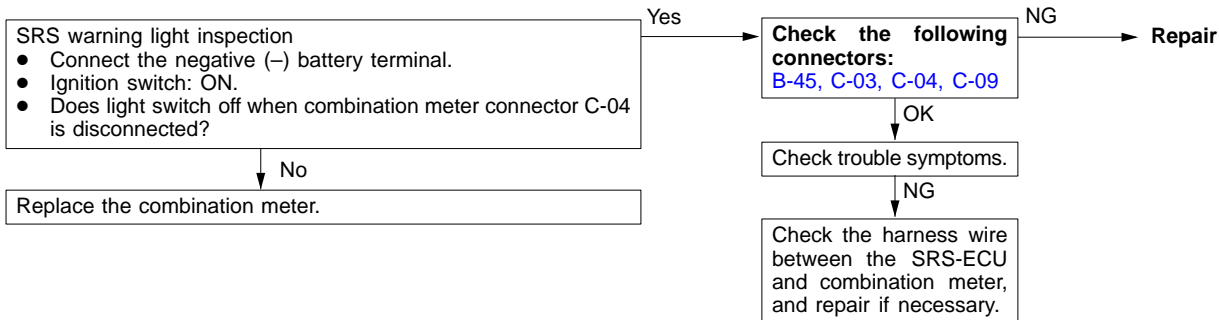 SRS warning light inspection
● Connect the negative (–) battery terminal.
● Ignition switch: ON.
● Does light switch off when combination meter connector C-04
is disconnected?
Yes
Check the following
connectors:
B-45, C-03, C-04, C-09
NG
Repair
OK
No
Check trouble symptoms.
Replace the combination meter.
NG
Check the harness wire
between the SRS-ECU
and combination meter,
and repair if necessary.